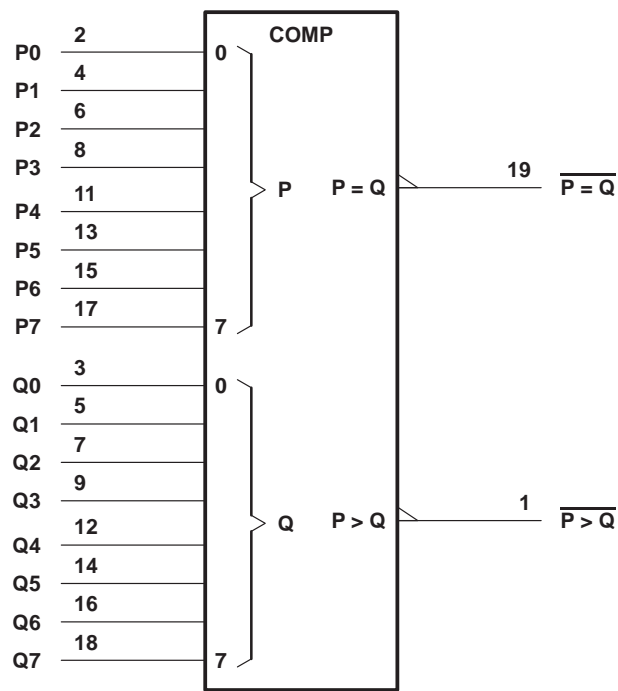 COMP
P0 2 0
P1 4
P2 6
P3 8
P4 11
P5 13
P6 15
P7 17 7
P P = Q 19 P = Q
Q0 3 0
Q1 5
Q2 7
Q3 9
Q4 12
Q5 14
Q6 16
Q7 18 7
Q P > Q 1 P > Q